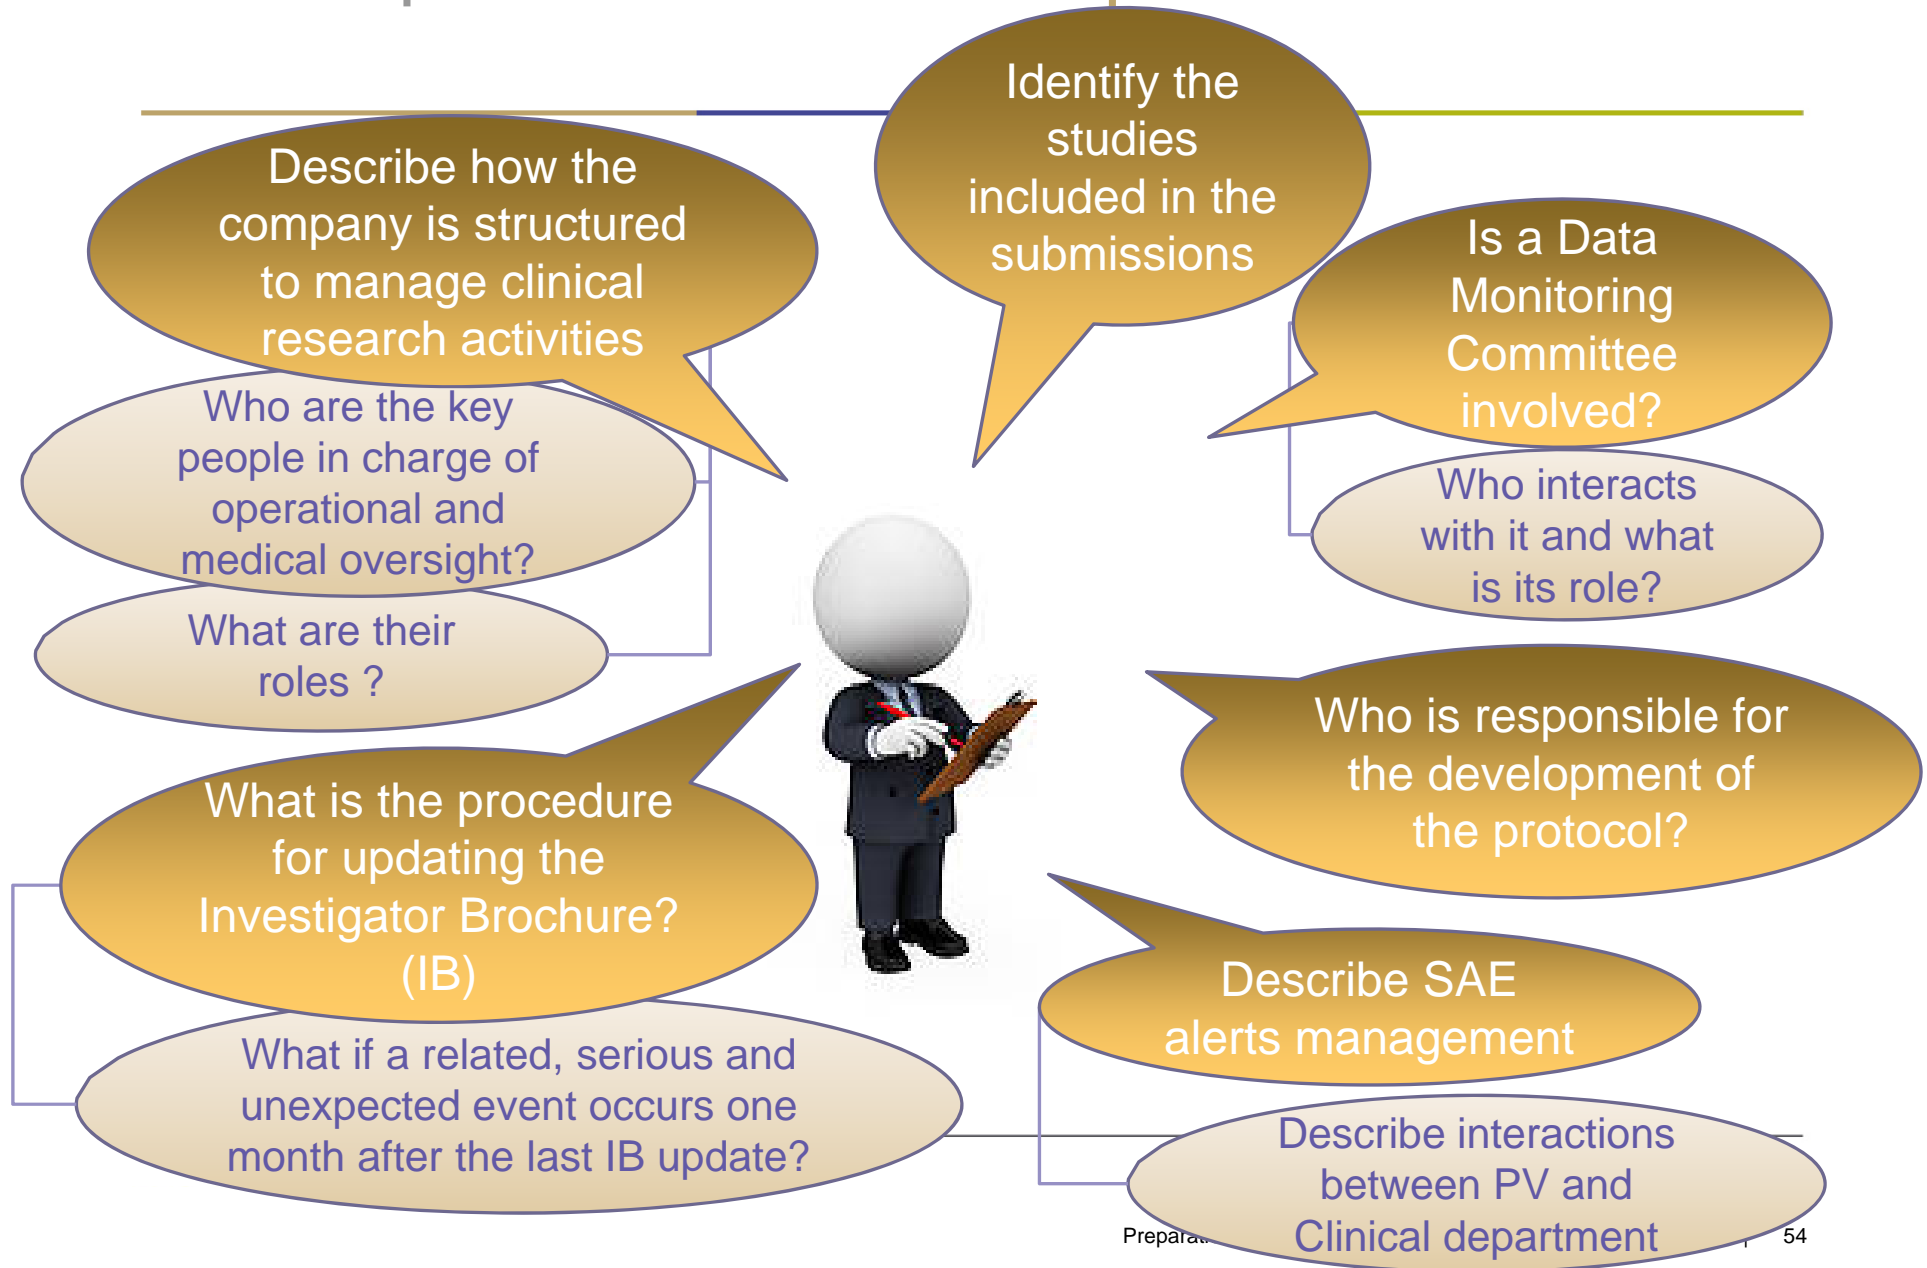 Identify the
studies
included in the
submissions
Describe how the
company is structured
to manage clinical
research activities
Who are the key
people in charge of
operational and
medical oversight?
What are their
roles ?
Is a Data
Monitoring
Committee
involved?
Who interacts
with it and what
is its role?
Who is responsible for
the development of
the protocol?
What is the procedure
for updating the
Investigator Brochure?
(IB)
What if a related, serious and
unexpected event occurs one
month after the last IB update?
Describe SAE
alerts management
Describe interactions
between PV and
Clinical department
54